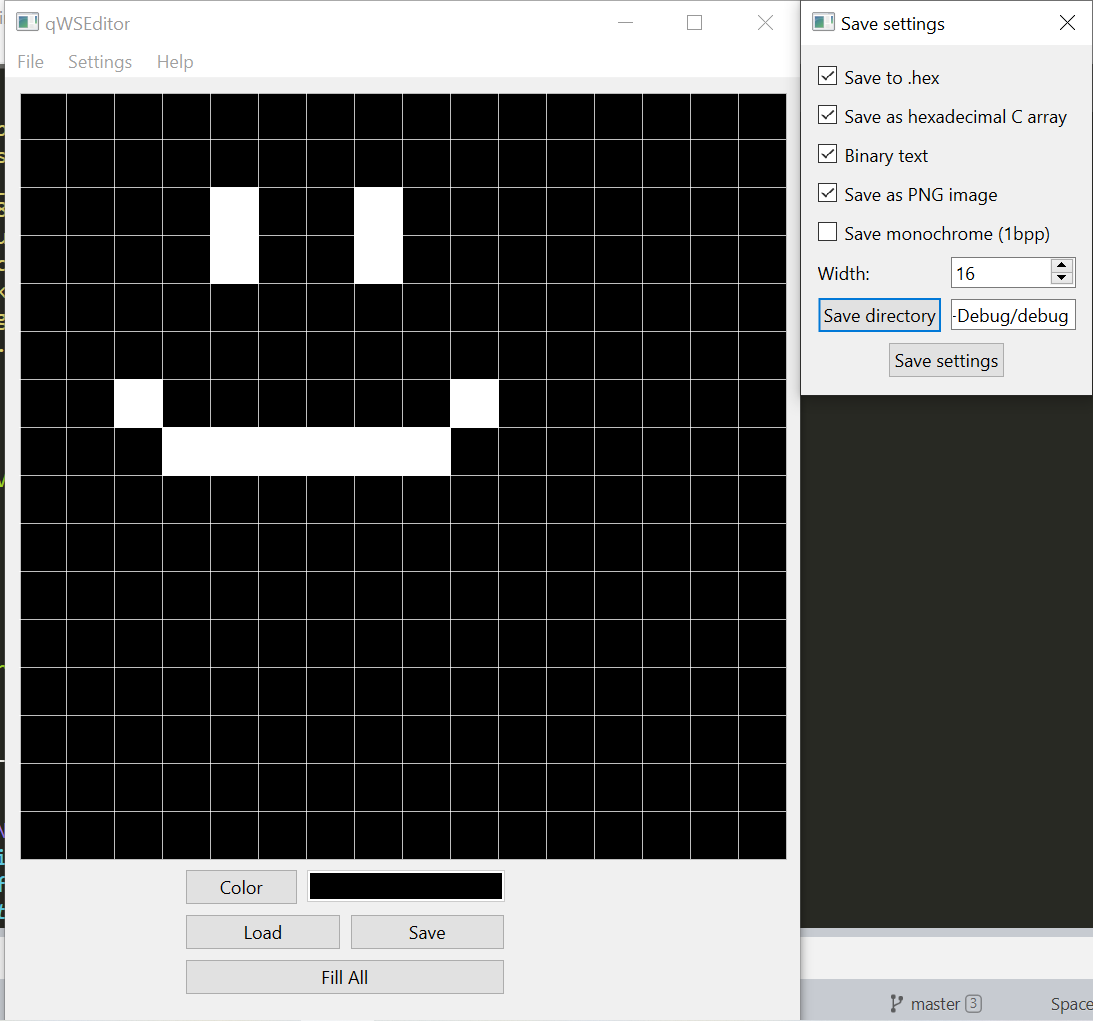 qWSEditor
File Settings Help
Color
Load Save
Fill All
Save settings
Save to .hex
Save as hexadecimal C array
Binary text
Save as PNG image
Save monochrome (1bpp)
Width: 16
Save directory -Debug/debug
Save settings
master 3 Space